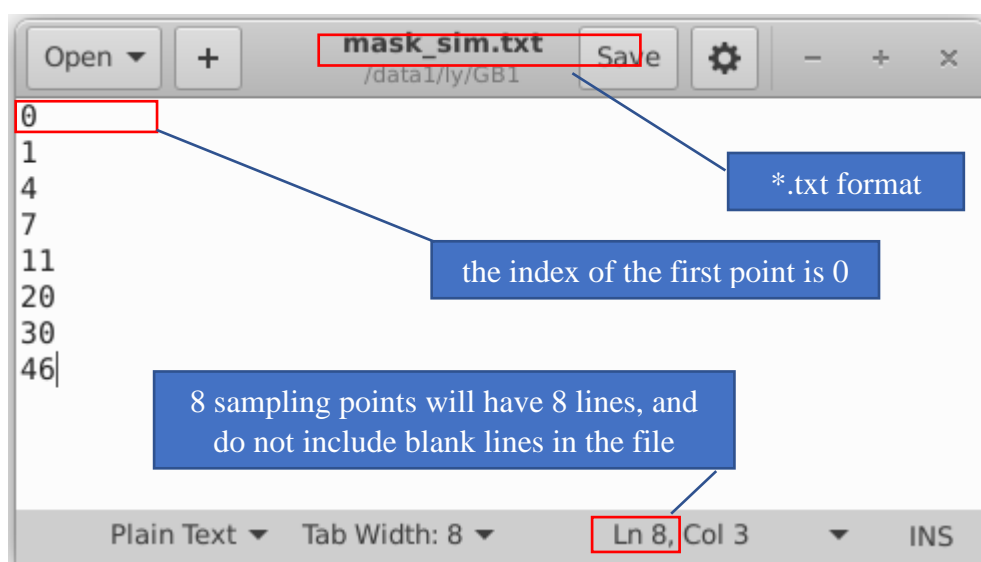 Open + mask_sim.txt Save
/data1/ly/GB1
0
1
4
*.txt format
7
11
the index of the first point is 0
20
30
46
8 sampling points will have 8 lines, and
do not include blank lines in the file
Plain Text Tab Width: 8 Ln 8, Col 3 INS